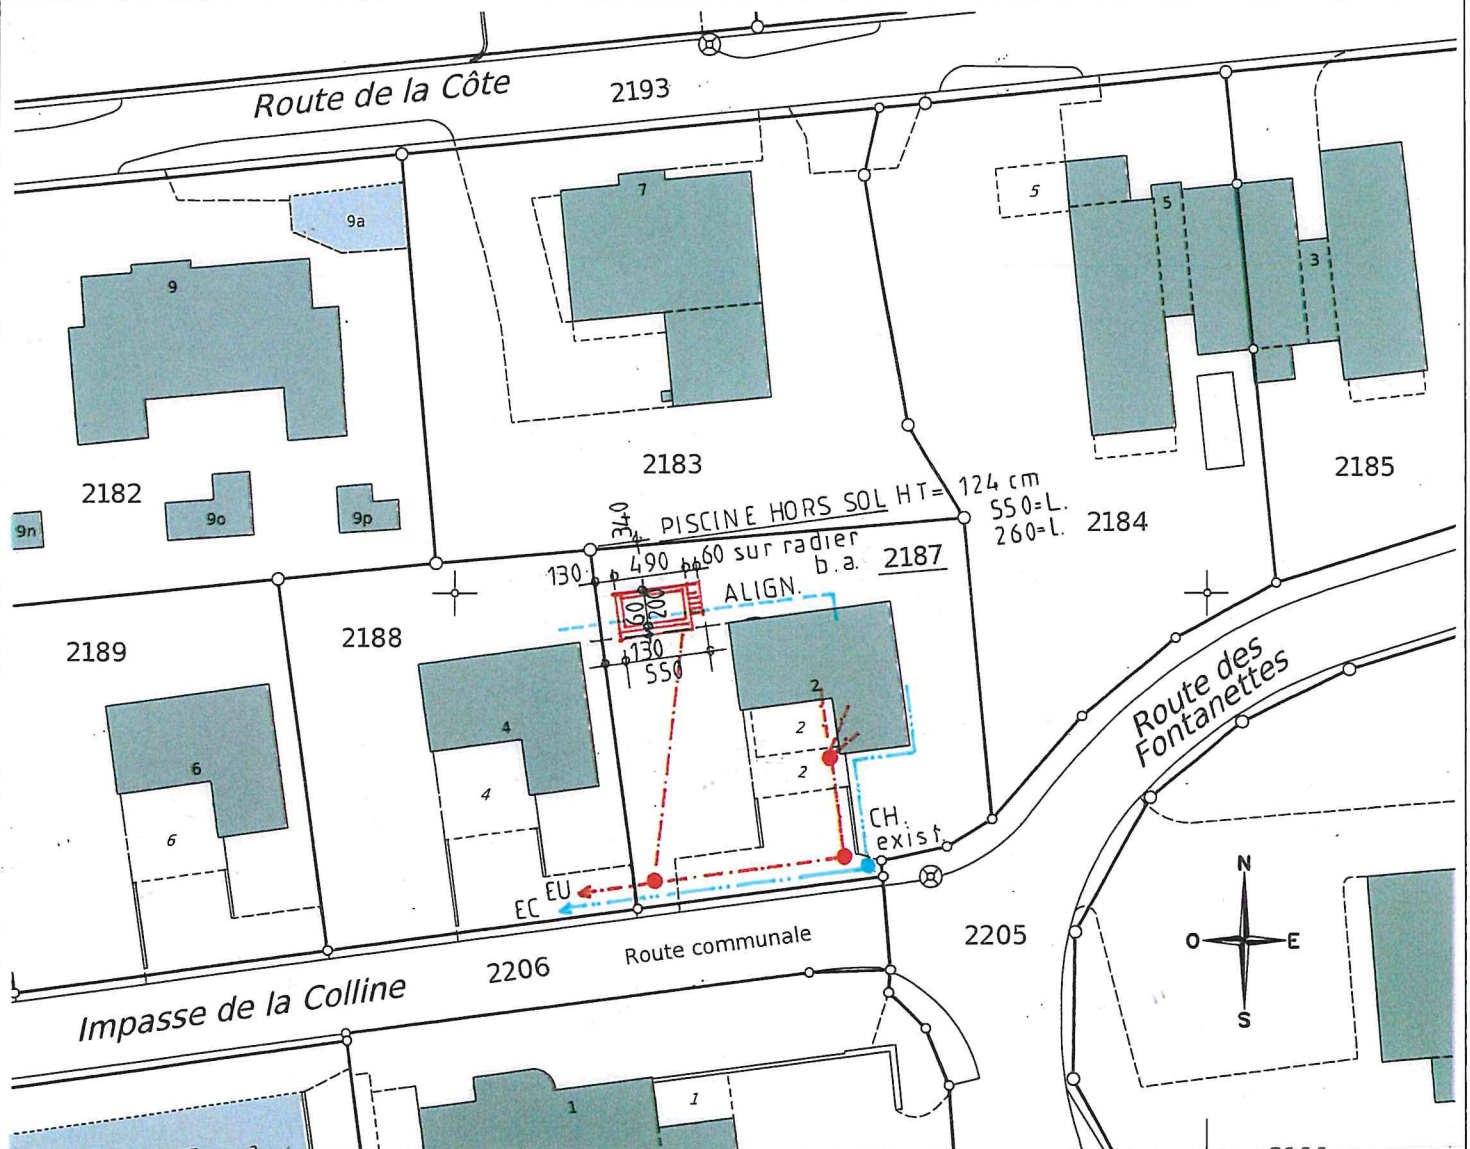 Route de la Côte
2193
9a
7
5
5
3
9
2183
2182
2185
9n
9o
9p
PISCINE HORS SOL HT= 124 cm
550=L.
260=L.
2184
340
130
490
60 sur radier
b.a.
2187
ALIGN.
60
200
2189
2188
130
550
2
4
6
2
2
4
6
Route des
Fontanettes
CH.
exist.
EU
EC
N
O
E
S
2205
Route communale
2206
Impasse de la Colline
1
1